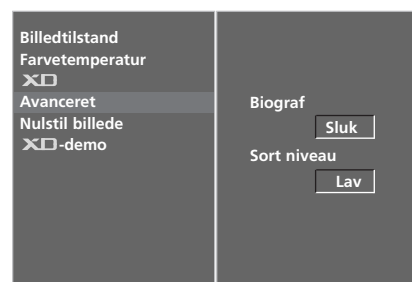 Billedtilstand
Farvetemperatur
XD
Avanceret
Nulstil billede
XD-demo
Biograf
Sluk
Sort niveau
Lav